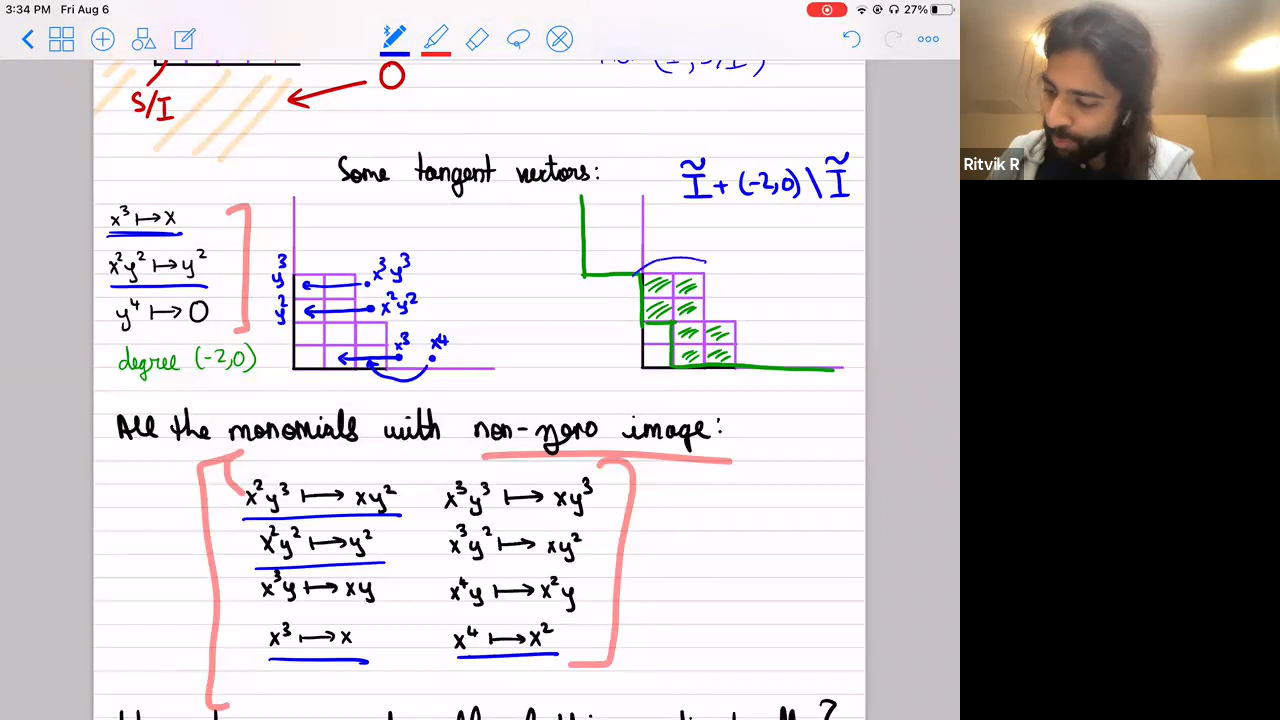 3:34 PM Fri Aug 6
27%
S/I
O
Ritvik R
Some tangent vectors:
Ĩ + (-2,0) \ Ĩ
x³ ↦ x
x²y² ↦ y²
y⁴ ↦ 0
degree (-2,0)
y³
x³y³
y²
x²y²
x³
x⁴
All the monomials with non-zero image:
x²y³ ↦ xy²
x³y³ ↦ xy³
x²y² ↦ y²
x³y² ↦ xy²
x³y ↦ xy
x⁴y ↦ x²y
x³ ↦ x
x⁴ ↦ x²